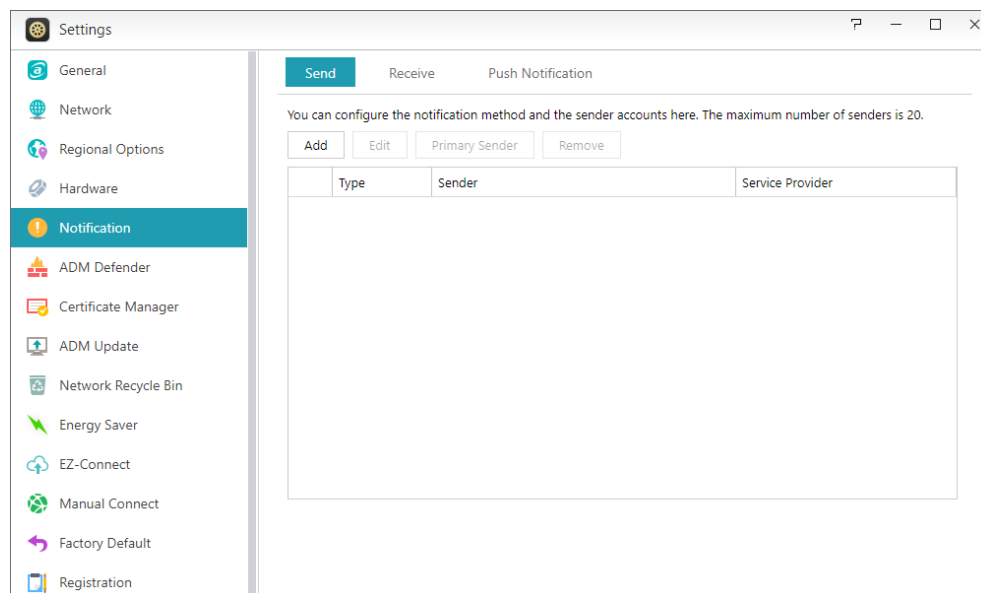 Settings
General
Network
Regional Options
Hardware
Notification
ADM Defender
Certificate Manager
ADM Update
Network Recycle Bin
Energy Saver
EZ-Connect
Manual Connect
Factory Default
Registration
Send Receive Push Notification
You can configure the notification method and the sender accounts here. The maximum number of senders is 20.
Add Edit Primary Sender Remove
Type Sender Service Provider